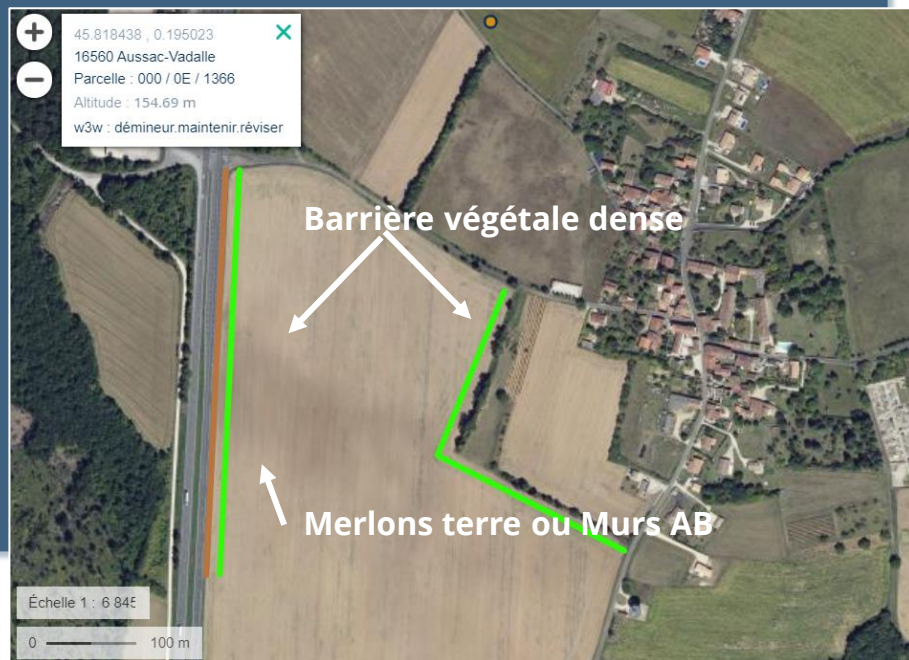 +
−
45.818438 , 0.195023 ×
16560 Aussac-Vadalle
Parcelle : 000 / 0E / 1366
Altitude : 154.69 m
w3w : démineur.maintenir.réviser
Barrière végétale dense
Merlons terre ou Murs AB
Échelle 1 : 6 845
0 100 m